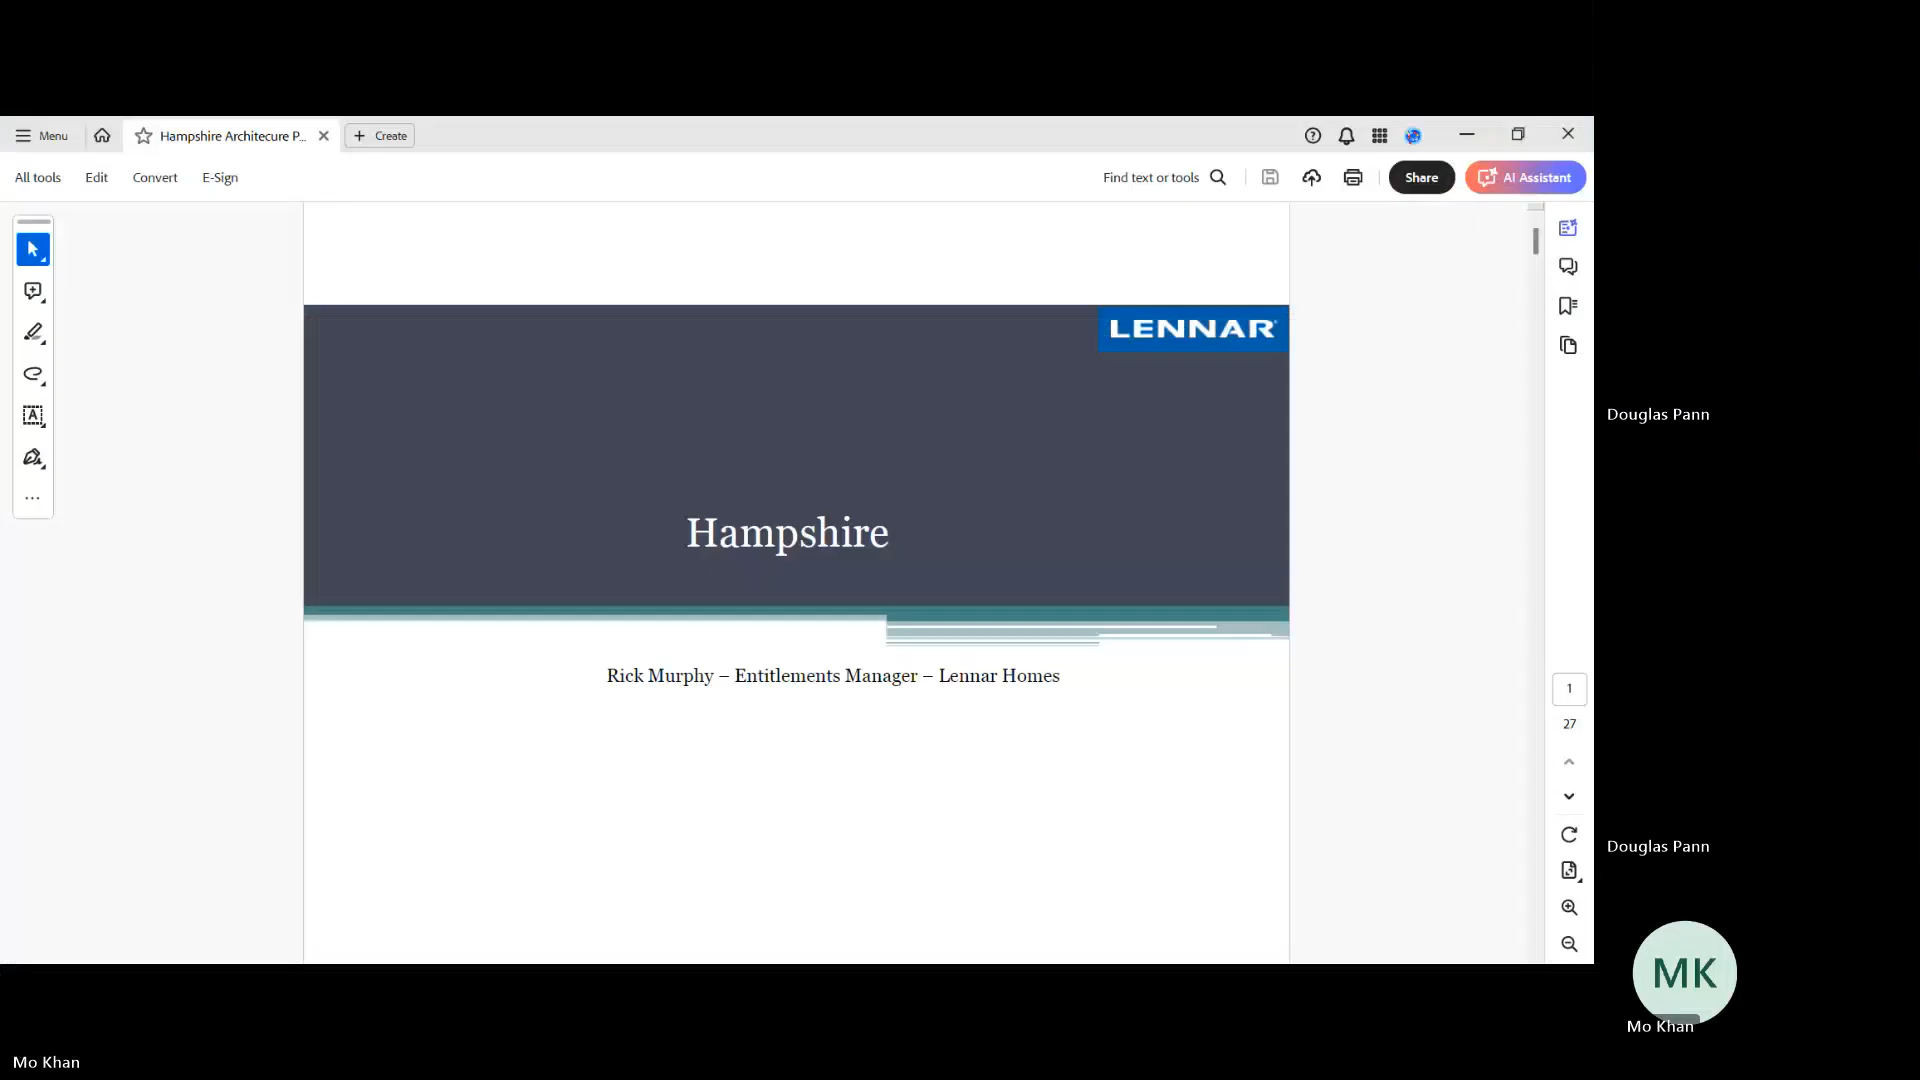 Menu
Hampshire Architecure P...
Create
All tools
Edit
Convert
E-Sign
Find text or tools
Share
AI Assistant
LENNAR
Hampshire
Rick Murphy – Entitlements Manager – Lennar Homes
1
27
Douglas Pann
Douglas Pann
MK
Mo Khan
Mo Khan